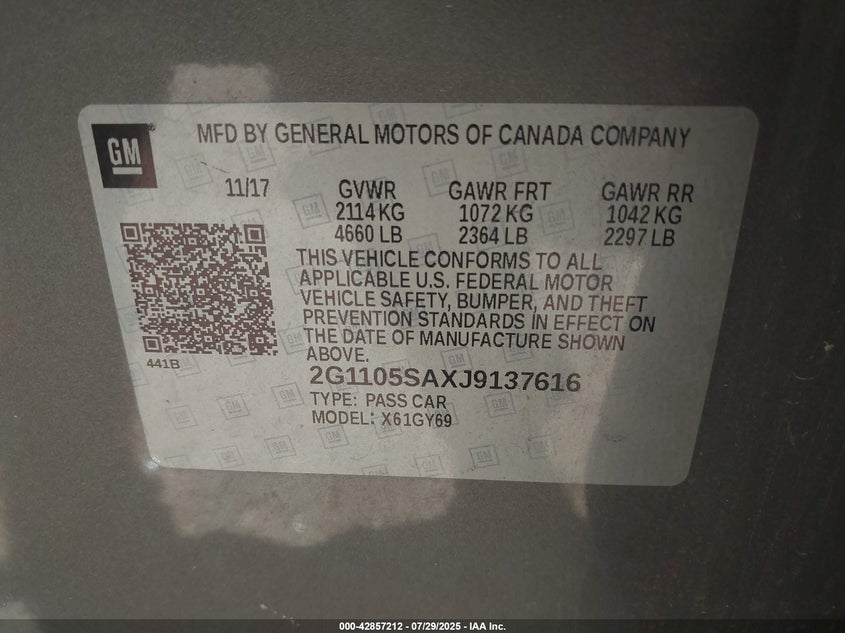 GM
MFD BY GENERAL MOTORS OF CANADA COMPANY
11/17 GVWR GAWR FRT GAWR RR
2114 KG 1072 KG 1042 KG
4660 LB 2364 LB 2297 LB
THIS VEHICLE CONFORMS TO ALL
APPLICABLE U.S. FEDERAL MOTOR
VEHICLE SAFETY, BUMPER, AND THEFT
PREVENTION STANDARDS IN EFFECT ON
THE DATE OF MANUFACTURE SHOWN
ABOVE.
441B
2G1105SAXJ9137616
TYPE: PASS CAR
MODEL: X61GY69
000-42857212 / 07/29/2025 - IAA Inc.